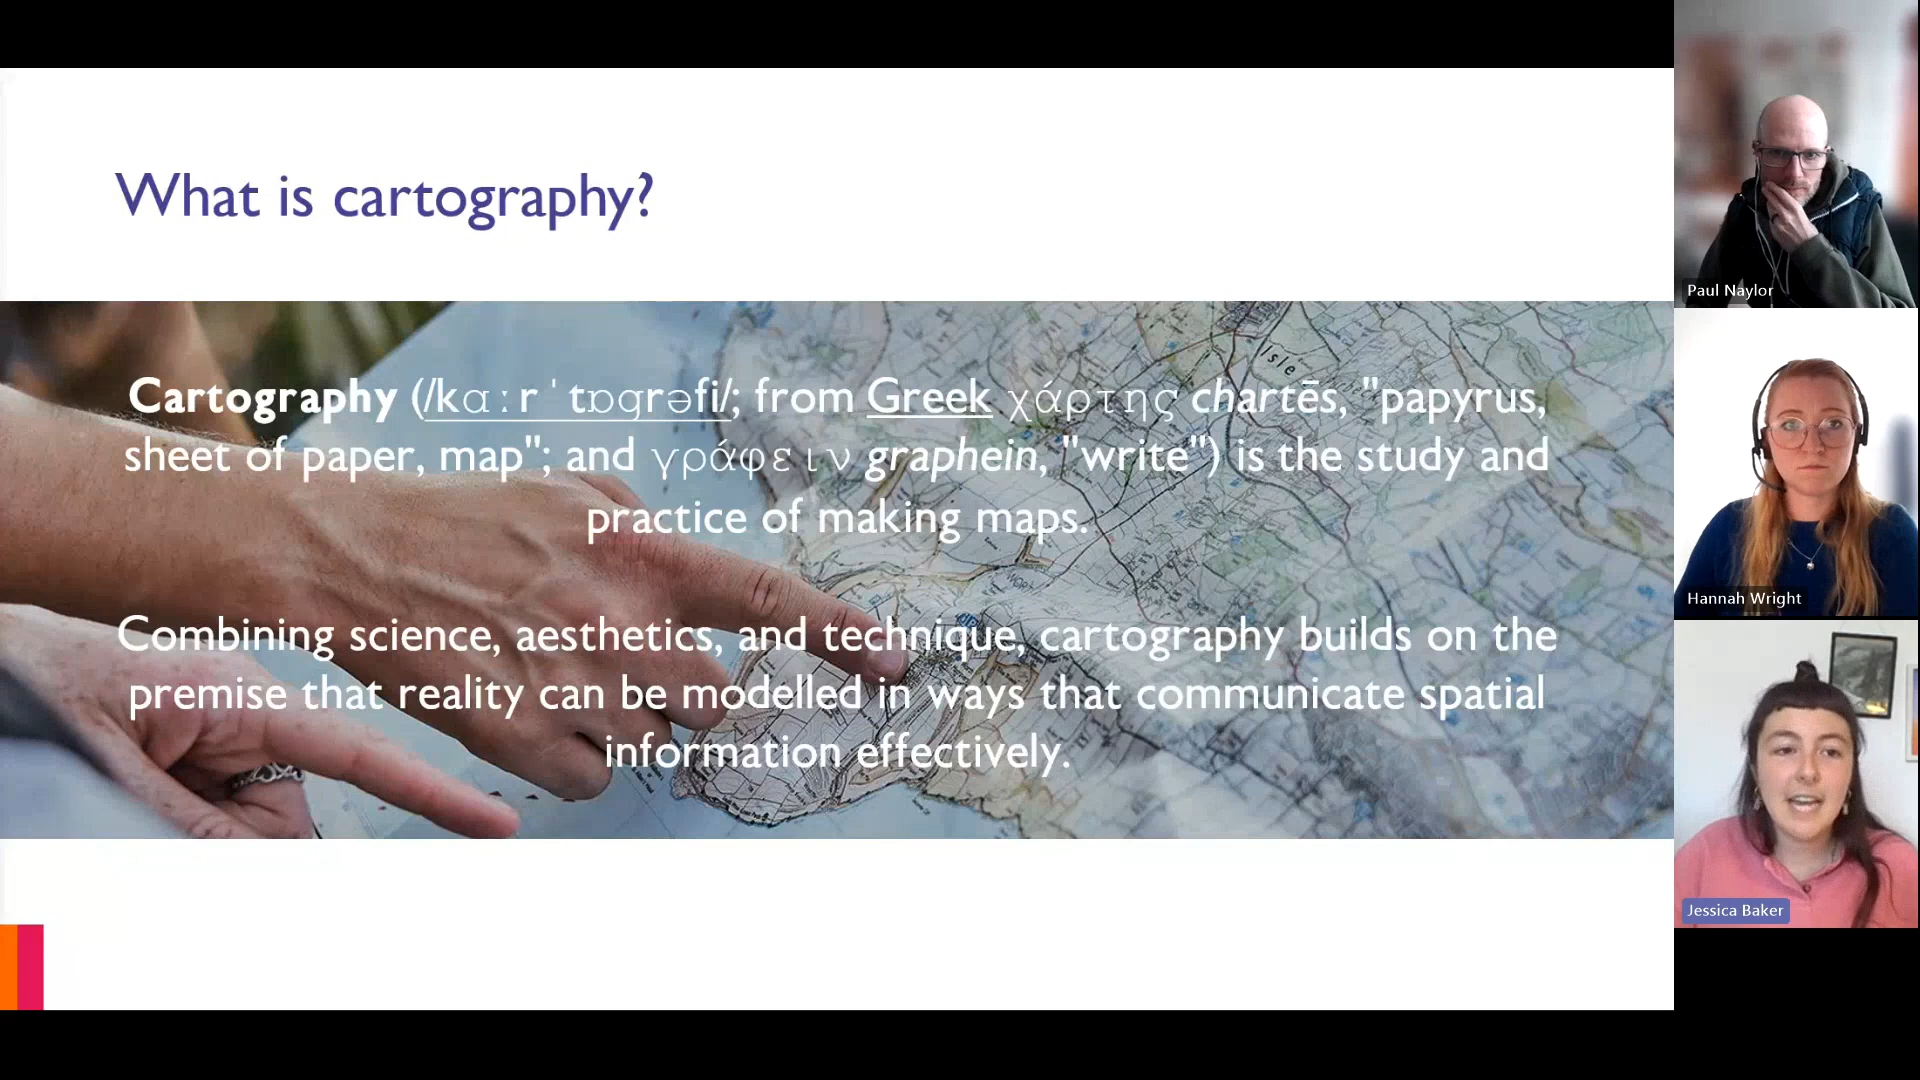 What is cartography?
Cartography (/kɑːrˈtɒɡrəfi/; from Greek χάρτης chartēs, "papyrus,
sheet of paper, map"; and γράφειν graphein, "write") is the study and
practice of making maps.
Combining science, aesthetics, and technique, cartography builds on the
premise that reality can be modelled in ways that communicate spatial
information effectively.
Isle
Paul Naylor
Hannah Wright
Jessica Baker